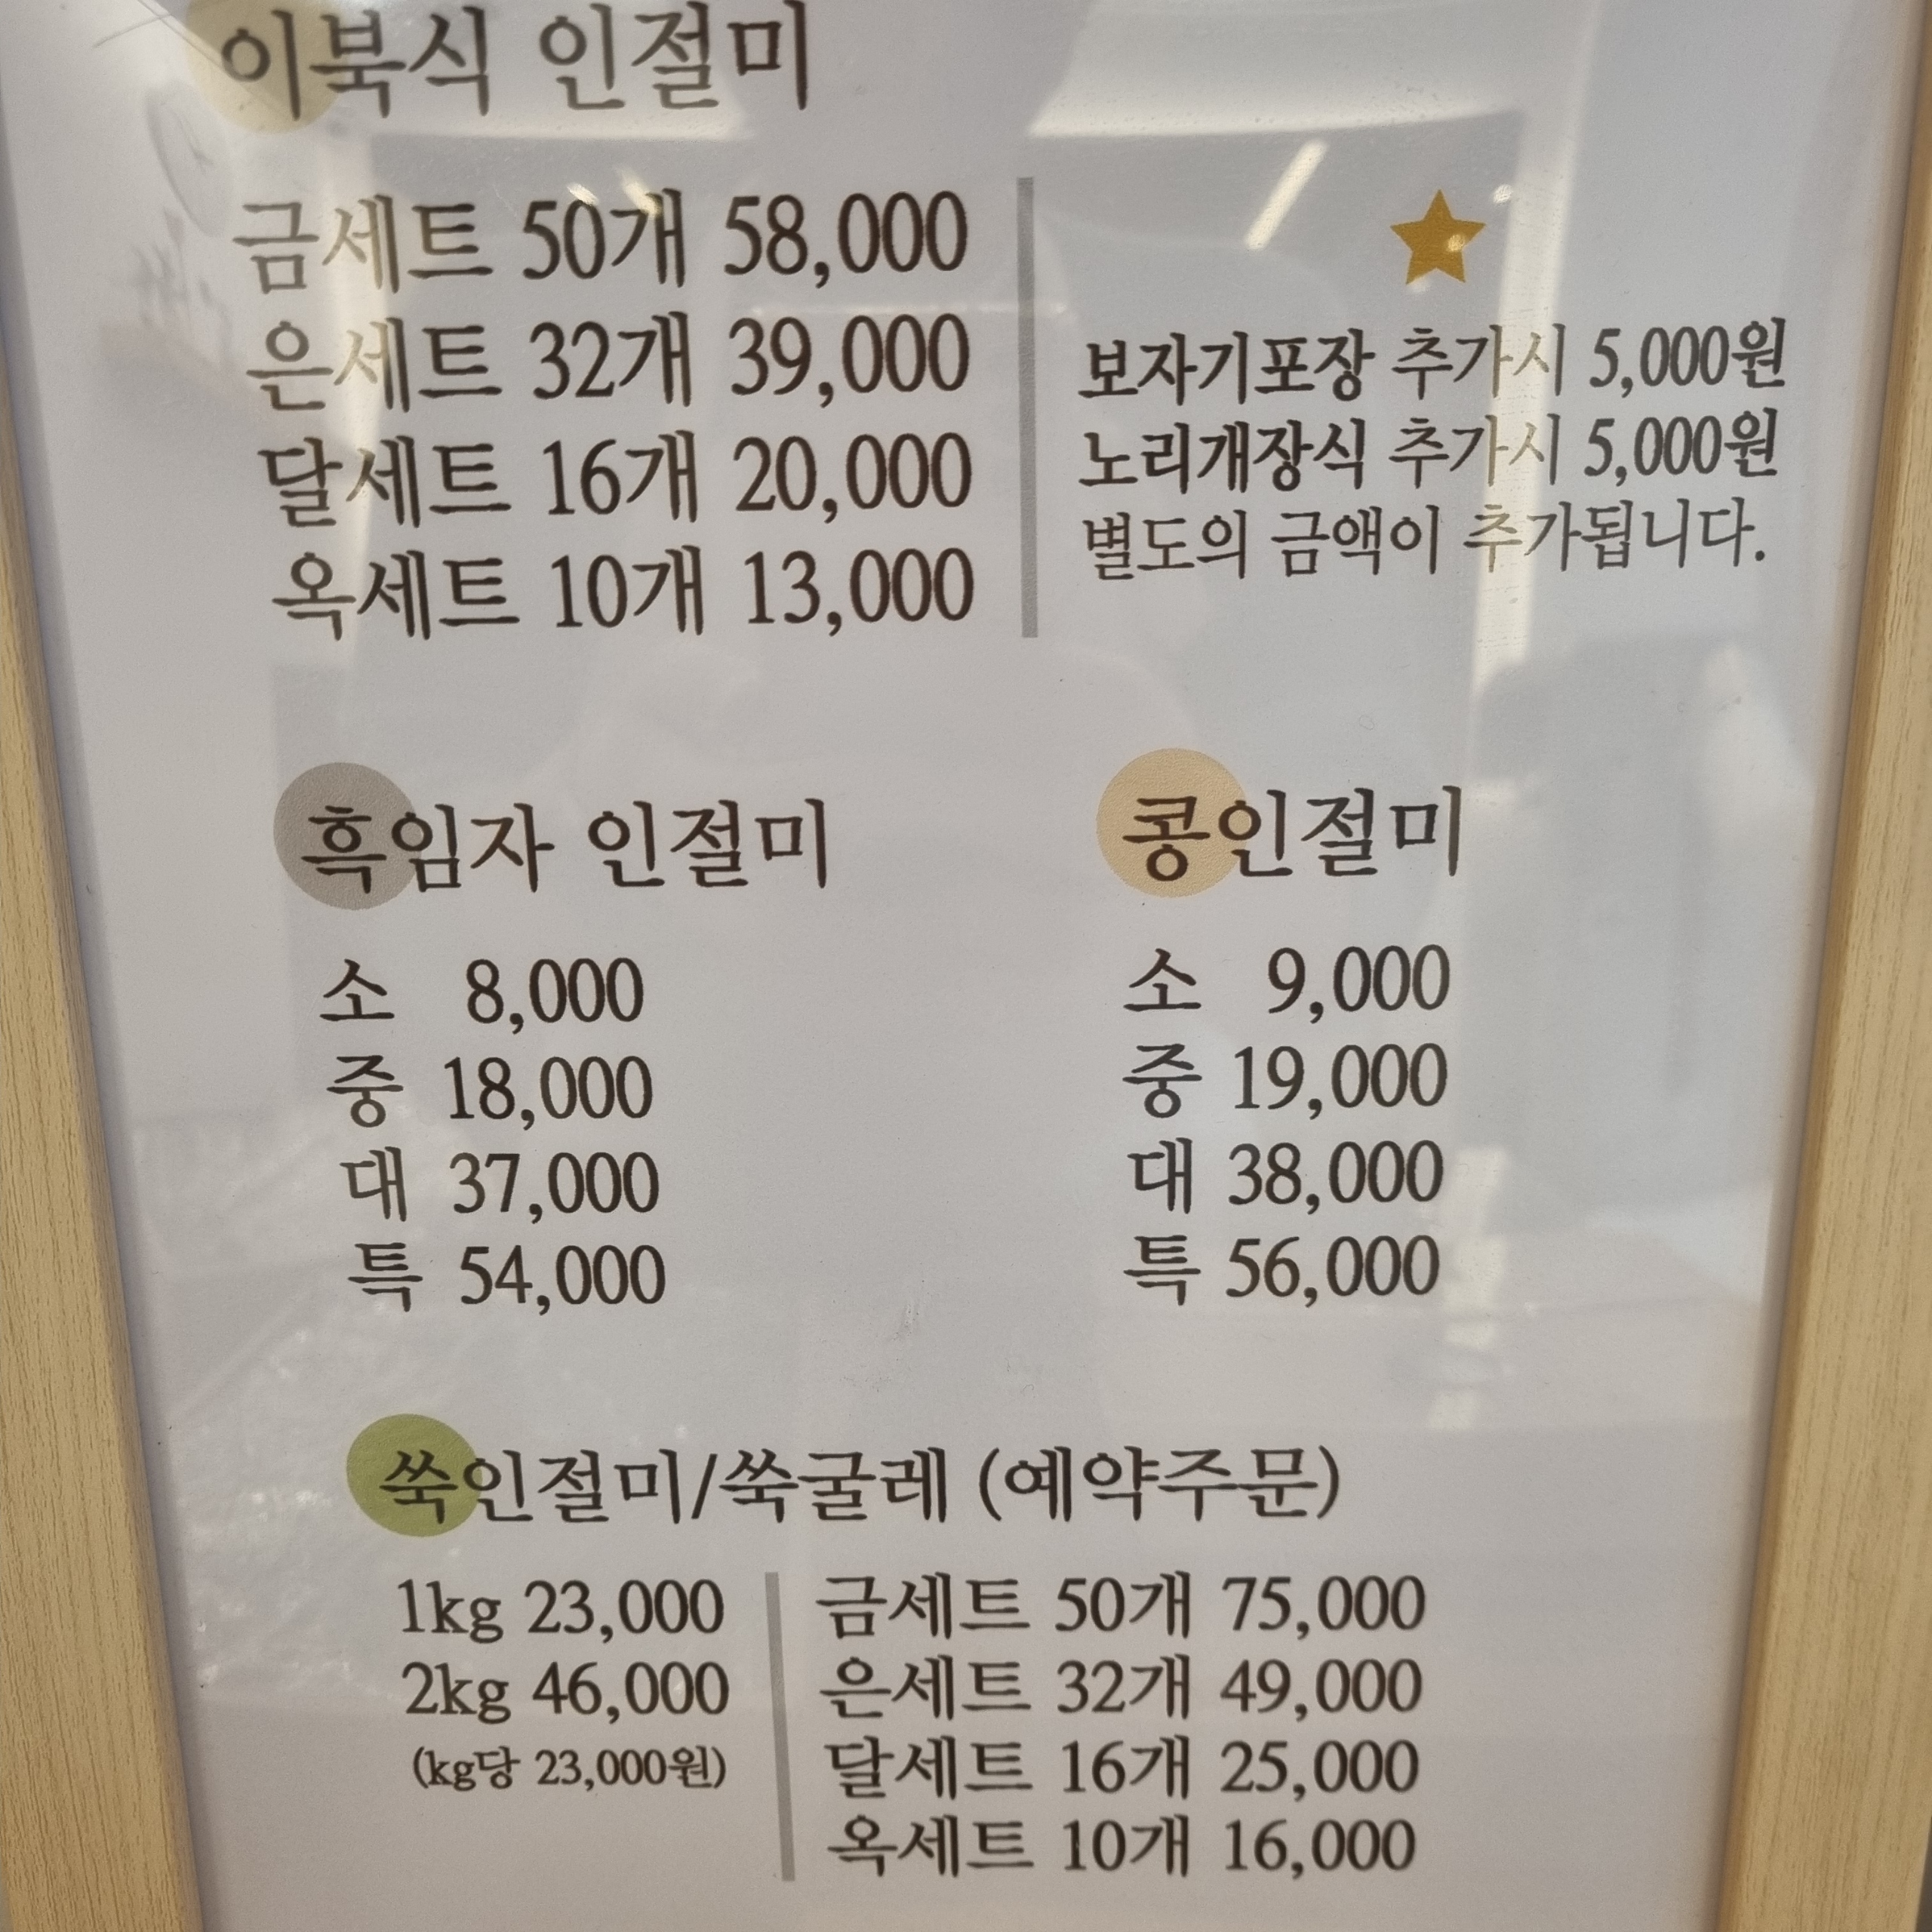 이북식 인절미
금세트 50개 58,000
은세트 32개 39,000
달세트 16개 20,000
옥세트 10개 13,000
보자기포장 추가시 5,000원
노리개장식 추가시 5,000원
별도의 금액이 추가됩니다.
흑임자 인절미
소 8,000
중 18,000
대 37,000
특 54,000
콩인절미
소 9,000
중 19,000
대 38,000
특 56,000
쑥인절미/쑥굴레 (예약주문)
1kg 23,000
2kg 46,000
(kg당 23,000원)
금세트 50개 75,000
은세트 32개 49,000
달세트 16개 25,000
옥세트 10개 16,000